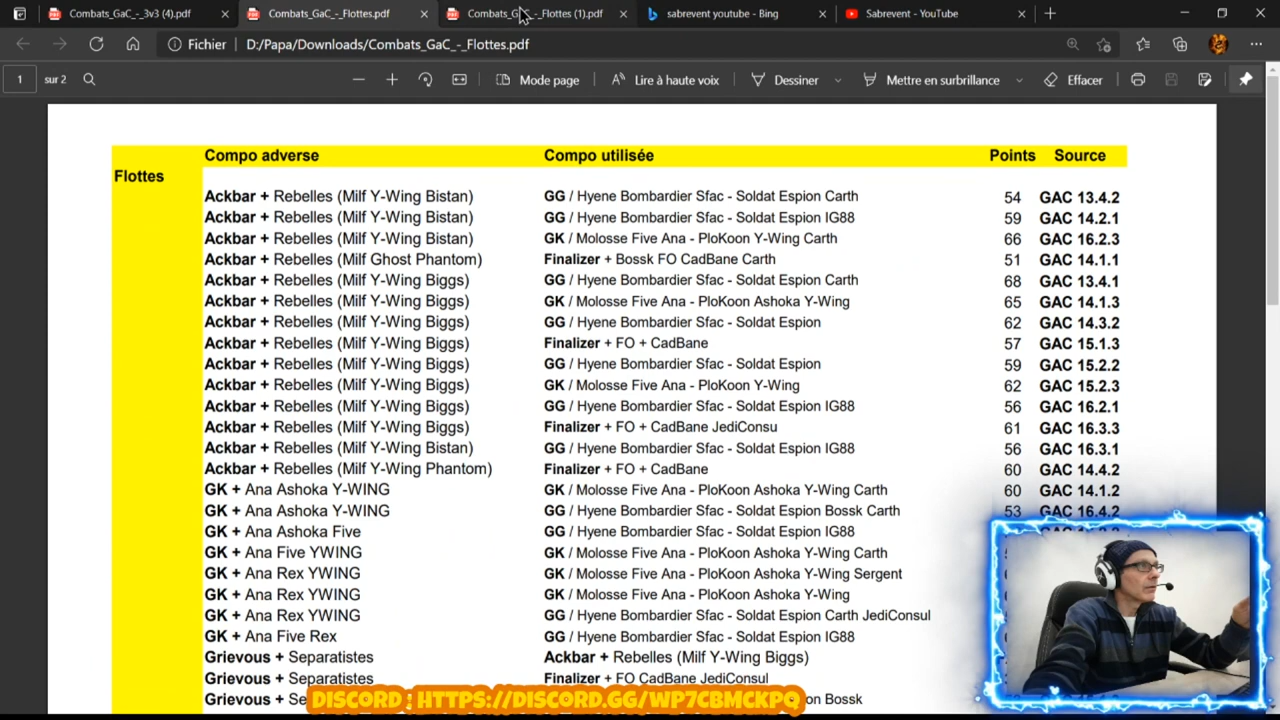 Combats_GaC_-_3v3 (4).pdf
Combats_GaC_-_Flottes.pdf
Combats_GaC_-_Flottes (1).pdf
sabrevent youtube - Bing
Sabrevent - YouTube
Fichier
D:/Papa/Downloads/Combats_GaC_-_Flottes.pdf
1 sur 2
Mode page
Lire à haute voix
Dessiner
Mettre en surbrillance
Effacer
Compo adverse Compo utilisée Points Source
Flottes
Ackbar + Rebelles (Milf Y-Wing Bistan) GG / Hyene Bombardier Sfac - Soldat Espion Carth 54 GAC 13.4.2
Ackbar + Rebelles (Milf Y-Wing Bistan) GG / Hyene Bombardier Sfac - Soldat Espion IG88 59 GAC 14.2.1
Ackbar + Rebelles (Milf Y-Wing Bistan) GK / Molosse Five Ana - PloKoon Y-Wing Carth 66 GAC 16.2.3
Ackbar + Rebelles (Milf Ghost Phantom) Finalizer + Bossk FO CadBane Carth 51 GAC 14.1.1
Ackbar + Rebelles (Milf Y-Wing Biggs) GG / Hyene Bombardier Sfac - Soldat Espion Carth 68 GAC 13.4.1
Ackbar + Rebelles (Milf Y-Wing Biggs) GK / Molosse Five Ana - PloKoon Ashoka Y-Wing 65 GAC 14.1.3
Ackbar + Rebelles (Milf Y-Wing Biggs) GG / Hyene Bombardier Sfac - Soldat Espion 62 GAC 14.3.2
Ackbar + Rebelles (Milf Y-Wing Biggs) Finalizer + FO + CadBane 57 GAC 15.1.3
Ackbar + Rebelles (Milf Y-Wing Biggs) GG / Hyene Bombardier Sfac - Soldat Espion 59 GAC 15.2.2
Ackbar + Rebelles (Milf Y-Wing Biggs) GK / Molosse Five Ana - PloKoon Y-Wing 62 GAC 15.2.3
Ackbar + Rebelles (Milf Y-Wing Biggs) GG / Hyene Bombardier Sfac - Soldat Espion IG88 56 GAC 16.2.1
Ackbar + Rebelles (Milf Y-Wing Biggs) Finalizer + FO + CadBane JediConsu 61 GAC 16.3.3
Ackbar + Rebelles (Milf Y-Wing Bistan) GG / Hyene Bombardier Sfac - Soldat Espion IG88 56 GAC 16.3.1
Ackbar + Rebelles (Milf Y-Wing Phantom) Finalizer + FO + CadBane 60 GAC 14.4.2
GK + Ana Ashoka Y-WING GK / Molosse Five Ana - PloKoon Ashoka Y-Wing Carth 60 GAC 14.1.2
GK + Ana Ashoka Y-WING GG / Hyene Bombardier Sfac - Soldat Espion Bossk Carth 53 GAC 16.4.2
GK + Ana Ashoka Five GG / Hyene Bombardier Sfac - Soldat Espion IG88
GK + Ana Five YWING GK / Molosse Five Ana - PloKoon Ashoka Y-Wing Carth
GK + Ana Rex YWING GK / Molosse Five Ana - PloKoon Ashoka Y-Wing Sergent
GK + Ana Rex YWING GK / Molosse Five Ana - PloKoon Ashoka Y-Wing
GK + Ana Rex YWING GG / Hyene Bombardier Sfac - Soldat Espion Carth JediConsul
GK + Ana Five Rex GG / Hyene Bombardier Sfac - Soldat Espion IG88
Grievous + Separatistes Ackbar + Rebelles (Milf Y-Wing Biggs)
Grievous + Separatistes Finalizer + FO CadBane JediConsul
Grievous + Bossk
DISCORD : HTTPS://DISCORD.GG/WP7CBMCKPQ